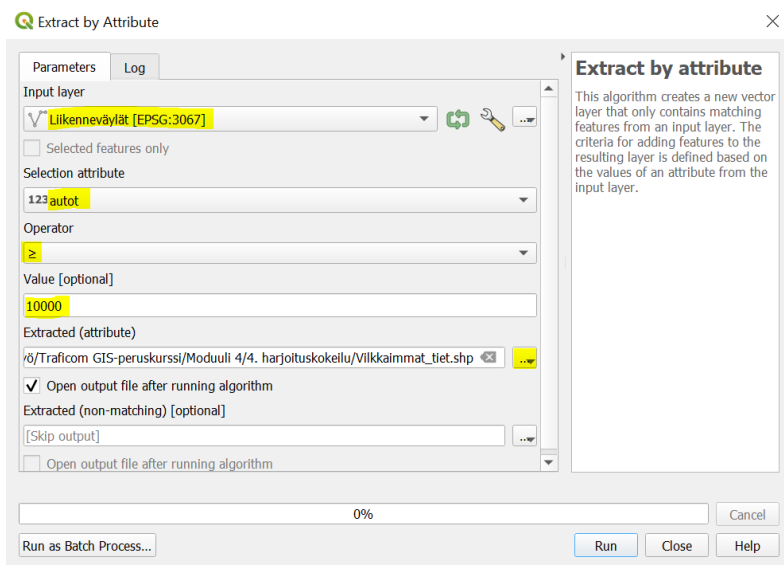 Extract by Attribute
Parameters
Log
Input layer
Liikenneväylät [EPSG:3067]
Selected features only
Selection attribute
123 autot
Operator
≥
Value [optional]
10000
Extracted (attribute)
/Traficom GIS-peruskurssi/Moduuli 4/4. harjoituskokeilu/Vilkkaimmat_tiet.shp
...
Open output file after running algorithm
Extracted (non-matching) [optional]
[Skip output]
...
Open output file after running algorithm
Extract by attribute
This algorithm creates a new vector
layer that only contains matching
features from an input layer. The
criteria for adding features to the
resulting layer is defined based on
the values of an attribute from the
input layer.
0%
Cancel
Run as Batch Process...
Run
Close
Help